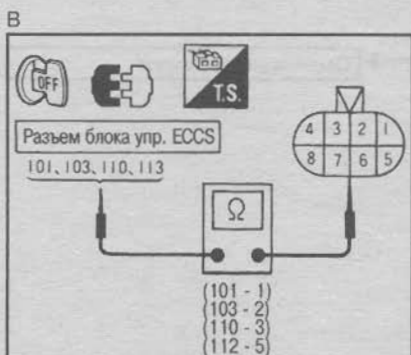 B
OFF
T.S.
Разъем блока упр. ECCS
101, 103, 110, 113
4 3 2 1
8 7 6 5
Ω
(101 - 1)
(103 - 2)
(110 - 3)
(112 - 5)